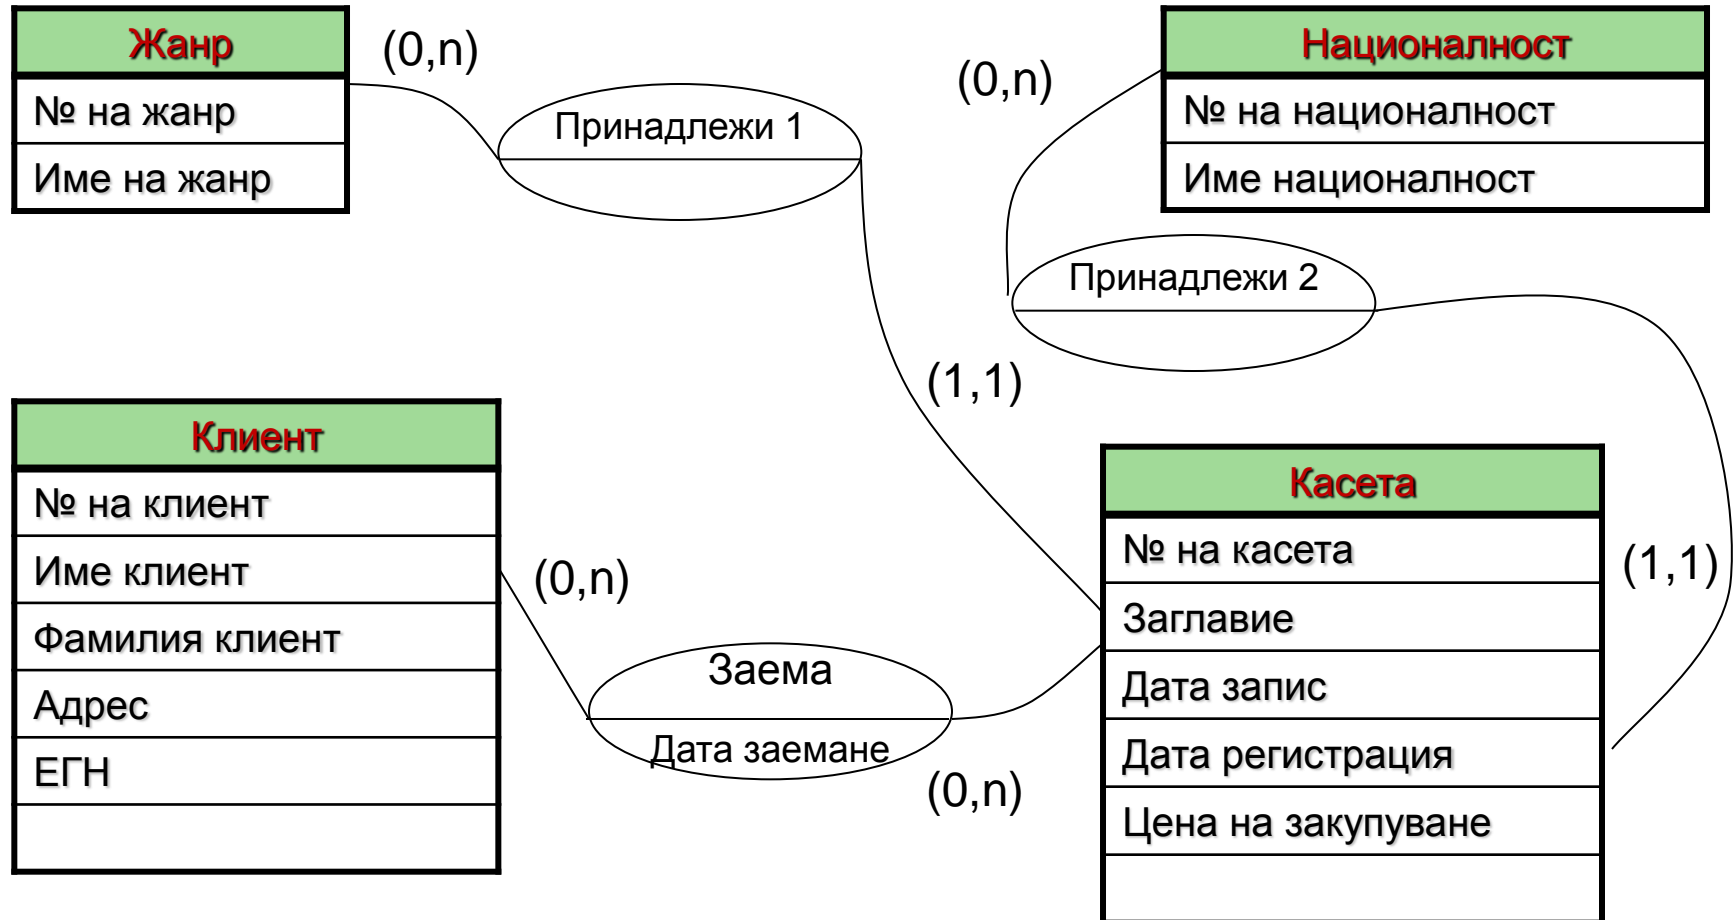 Жанр
№ на жанр
Име на жанр
(0,n)
Принадлежи 1
(0,n)
Националност
№ на националност
Име националност
Принадлежи 2
(1,1)
Клиент
№ на клиент
Име клиент
Фамилия клиент
Адрес
ЕГН
(0,n)
Заема
Дата заемане
(0,n)
Касета
№ на касета
Заглавие
Дата запис
Дата регистрация
Цена на закупуване
(1,1)